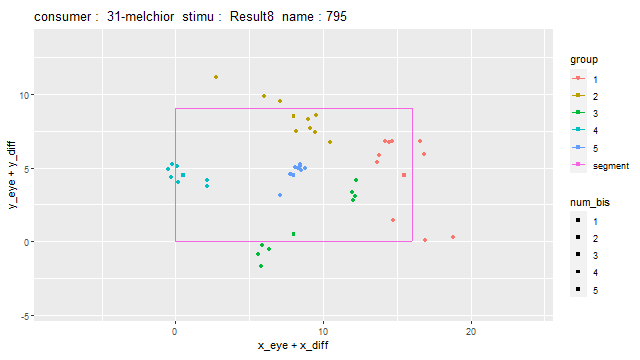 consumer :  31-melchior  stimu :  Result8  name : 795
10
5
0
-5
y_eye + y_diff
0
10
20
x_eye + x_diff
group
1
2
3
4
5
segment
num_bis
1
2
3
4
5